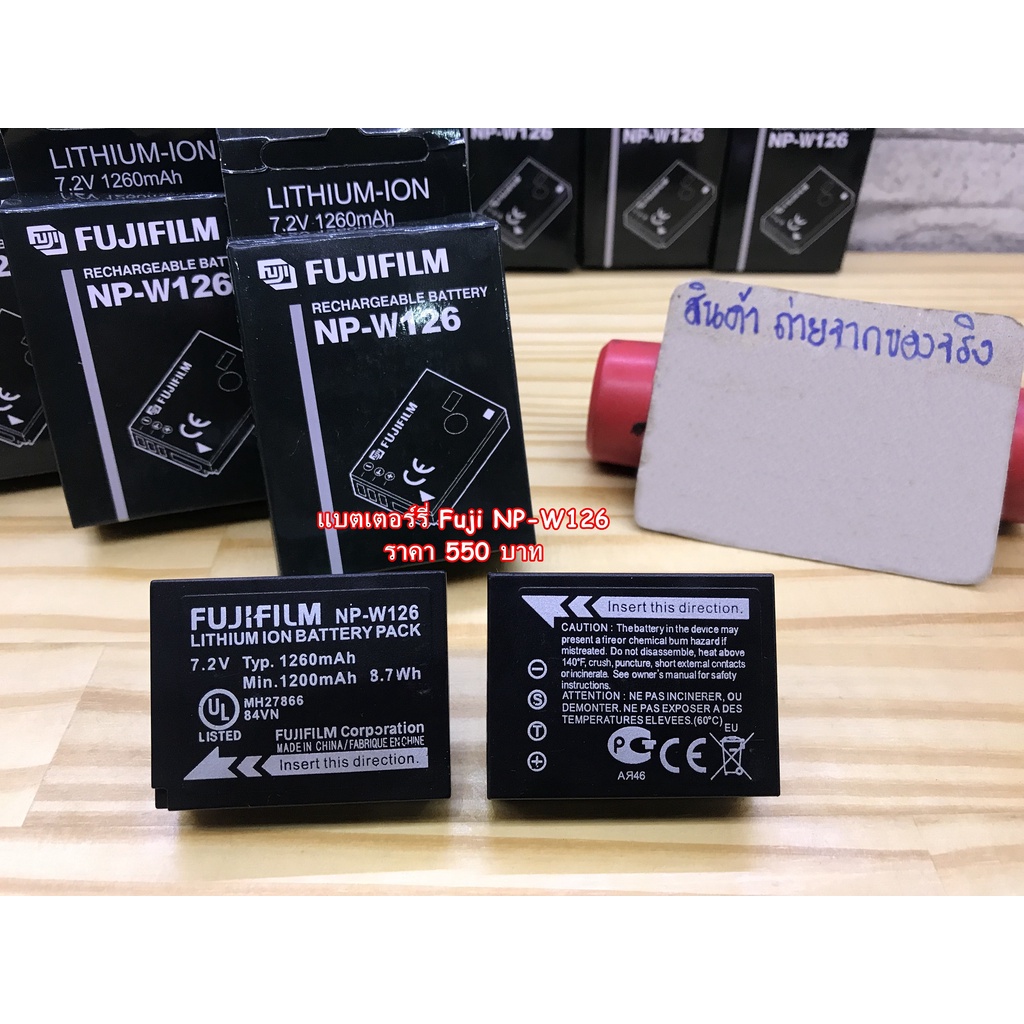 NP-W126
NP-W126
NP-W126
LITHIUM-ION
7.2V 1260mAh
LITHIUM-ION
7.2V 1260mAh
FUJI FUJIFILM
RECHARGEABLE BATT
NP-W126
FUJIFILM
FUJI FUJIFILM
RECHARGEABLE BATTERY
NP-W126
FUJIFILM
สินค้า ถ่ายจากของจริง
แบตเตอร์รี่ Fuji NP-W126
ราคา 550 บาท
FUJIFILM NP-W126
LITHIUM ION BATTERY PACK
7.2V Typ. 1260mAh
Min. 1200mAh 8.7Wh
UL MH27866
LISTED 84VN
FUJIFILM Corporation
MADE IN CHINA/FABRIQUE EN CHINE
Insert this direction.
Insert this direction.
CAUTION : The battery in the device may
present a fire or chemical burn hazard if
mistreated. Do not disassemble, heat above
140°F, crush, puncture, short external contacts
or incinerate. See owner's manual for safety
instructions.
ATTENTION : NE PAS INCINERER, OU
DEMONTER. NE PAS EXPOSER A DES
TEMPERATURES ELEVEES.(60°C)
S
T
EU
CE
АЯ46